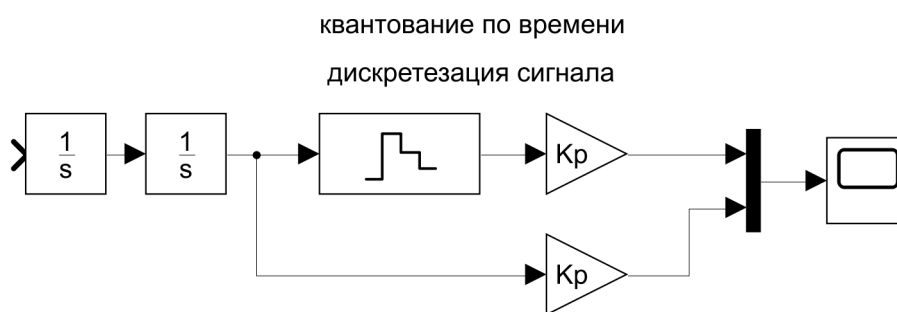 квантование по времени
дискретезация сигнала
1
s
1
s
Kp
Kp